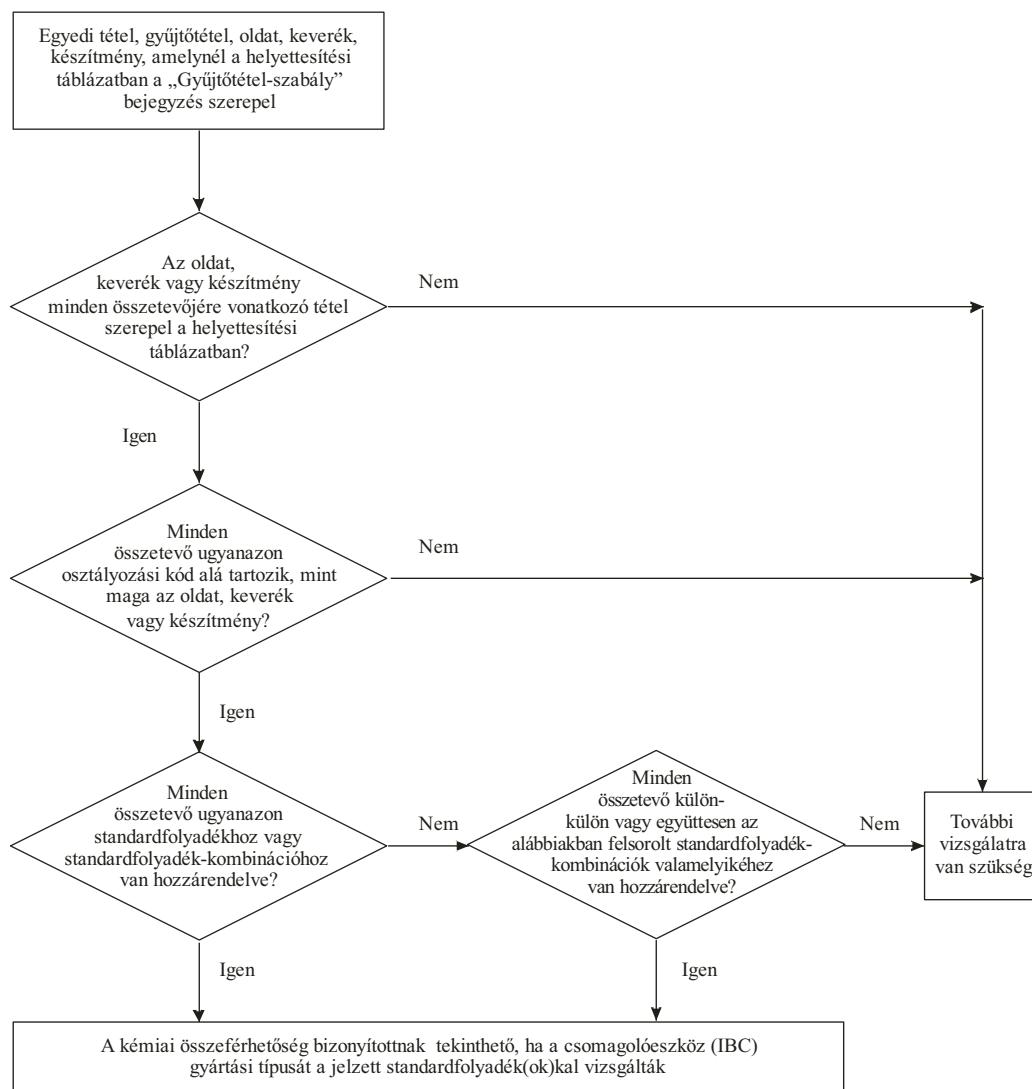 Egyedi tétel, gyűjtőtétel, oldat, keverék,
készítmény, amelynél a helyettesítési
táblázatban a „Gyűjtőtétel-szabály”
bejegyzés szerepel
Az oldat,
keverék vagy készítmény
minden összetevőjére vonatkozó tétel
szerepel a helyettesítési
táblázatban?
Nem
Igen
Minden
összetevő ugyanazon
osztályozási kód alá tartozik, mint
maga az oldat, keverék
vagy készítmény?
Nem
Igen
Minden
összetevő ugyanazon
standardfolyadékhoz vagy
standardfolyadék-kombinációhoz
van hozzárendelve?
Nem
Minden
összetevő külön-
külön vagy együttesen az
alábbiakban felsorolt standardfolyadék-
kombinációk valamelyikéhez
van hozzárendelve?
Nem
További
vizsgálatra
van szükség
Igen
Igen
A kémiai összeférhetőség bizonyítottnak tekinthető, ha a csomagolóeszköz (IBC)
gyártási típusát a jelzett standardfolyadék(ok)kal vizsgálták